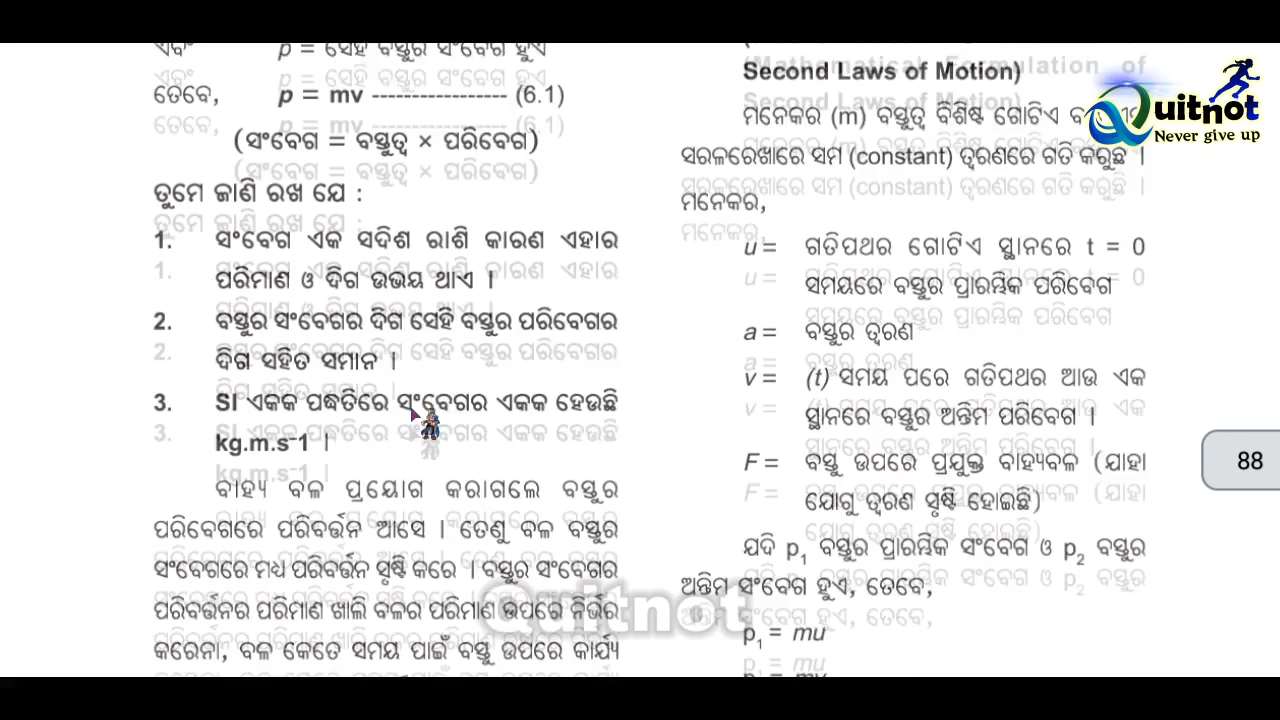 ଏବଂ p = ସେହି ବସ୍ତୁର ସଂବେଗ ହୁଏ
ତେବେ, p = mv ----------------- (6.1)
(ସଂବେଗ = ବସ୍ତୁତ୍ୱ × ପରିବେଗ)
ତୁମେ ଜାଣି ରଖ ଯେ :
1. ସଂବେଗ ଏକ ସଦିଶ ରାଶି କାରଣ ଏହାର
ପରିମାଣ ଓ ଦିଗ ଉଭୟ ଥାଏ ।
2. ବସ୍ତୁର ସଂବେଗର ଦିଗ ସେହି ବସ୍ତୁର ପରିବେଗର
ଦିଗ ସହିତ ସମାନ ।
3. SI ଏକକ ପଦ୍ଧତିରେ ସଂବେଗର ଏକକ ହେଉଛି
kg.m.s⁻1 ।
ବାହ୍ୟ ବଳ ପ୍ରୟୋଗ କରାଗଲେ ବସ୍ତୁର
ପରିବେଗରେ ପରିବର୍ତ୍ତନ ଆସେ । ତେଣୁ ବଳ ବସ୍ତୁର
ସଂବେଗରେ ମଧ୍ୟ ପରିବର୍ତ୍ତନ ସୃଷ୍ଟି କରେ । ବସ୍ତୁର ସଂବେଗର
ପରିବର୍ତ୍ତନର ପରିମାଣ ଖାଲି ବଳର ପରିମାଣ ଉପରେ ନିର୍ଭର
କରେନା, ବଳ କେତେ ସମୟ ପାଇଁ ବସ୍ତୁ ଉପରେ କାର୍ଯ୍ୟ
Second Laws of Motion)
ମନେକର (m) ବସ୍ତୁତ୍ୱ ବିଶିଷ୍ଟ ଗୋଟିଏ
ସରଳରେଖାରେ ସମ (constant) ତ୍ୱରଣରେ ଗତି କରୁଛି ।
ମନେକର,
u = ଗତିପଥର ଗୋଟିଏ ସ୍ଥାନରେ t = 0
ସମୟରେ ବସ୍ତୁର ପ୍ରାରମ୍ଭିକ ପରିବେଗ
a = ବସ୍ତୁର ତ୍ୱରଣ
v = (t) ସମୟ ପରେ ଗତିପଥର ଆଉ ଏକ
ସ୍ଥାନରେ ବସ୍ତୁର ଅନ୍ତିମ ପରିବେଗ ।
F = ବସ୍ତୁ ଉପରେ ପ୍ରଯୁକ୍ତ ବାହ୍ୟବଳ (ଯାହା
ଯୋଗୁ ତ୍ୱରଣ ସୃଷ୍ଟି ହୋଇଛି)
ଯଦି p₁ ବସ୍ତୁର ପ୍ରାରମ୍ଭିକ ସଂବେଗ ଓ p₂ ବସ୍ତୁର
ଅନ୍ତିମ ସଂବେଗ ହୁଏ, ତେବେ,
p₁ = mu
88
Quitnot
Never give up
Quitnot